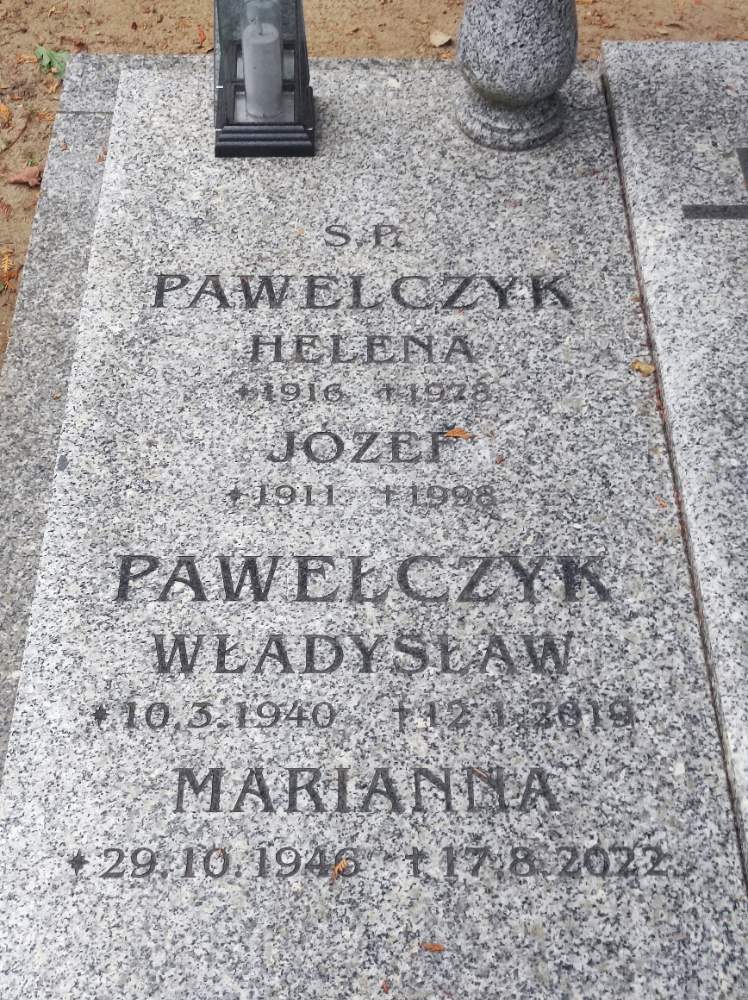 S.P.
PAWELCZYK
HELENA
*1916 †1978
JÓZEF
*1911 †1998
PAWEŁCZYK
WŁADYSŁAW
*10.3.1940 †12.1.2019
MARIANNA
*29.10.1946 †17.8.2022